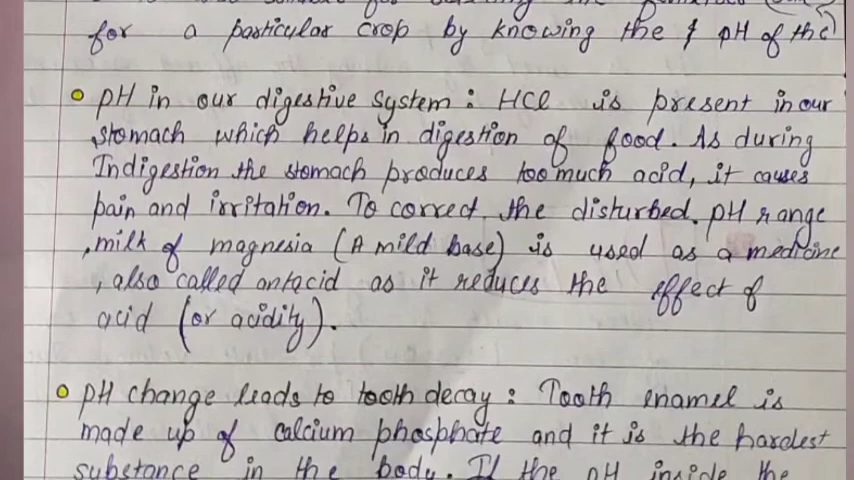 for a particular crop by knowing the & pH of the
pH in our digestive system : HCl is present in our
stomach which helps in digestion of food. As during
Indigestion the stomach produces too much acid, it causes
pain and irritation. To correct the disturbed pH range
, milk of magnesia (A mild base) is used as a medicine
, also called antacid as it reduces the effect of
acid (or acidity).
pH change leads to tooth decay : Tooth enamel is
made up of calcium phosphate and it is the hardest
substance in the body. If the pH inside the